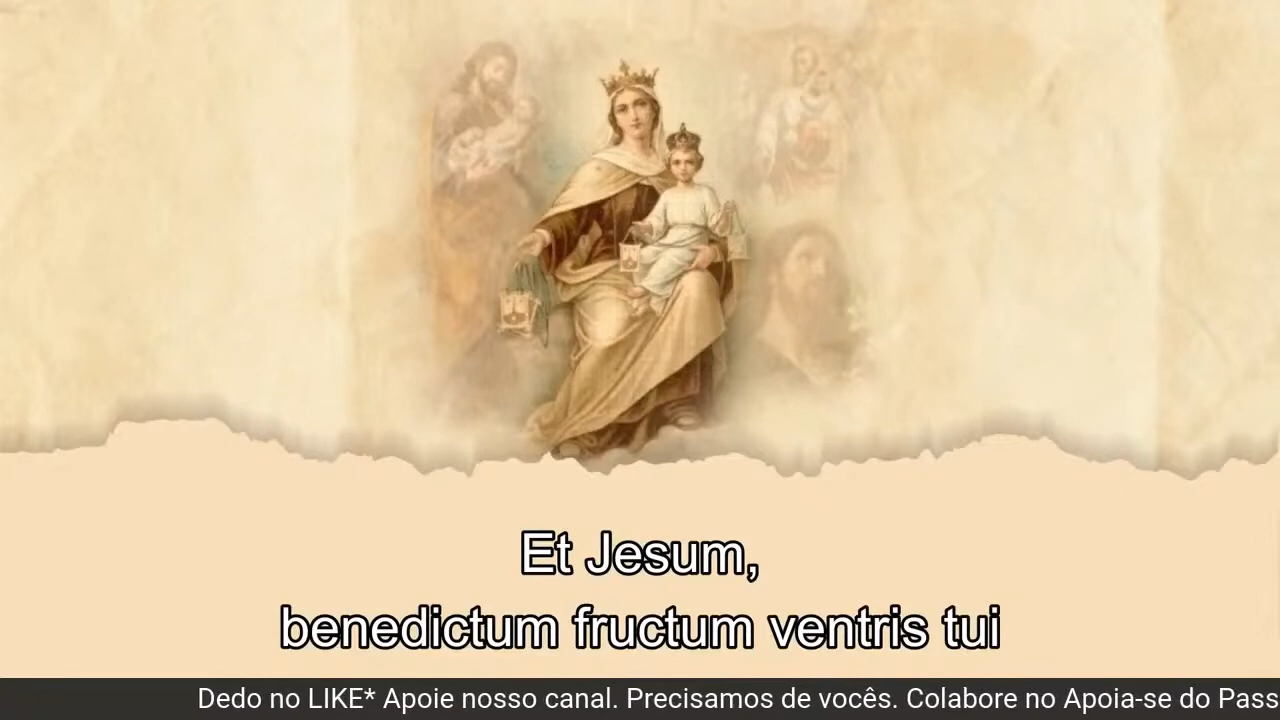 Et Jesum,
benedictum fructum ventris tui
Dedo no LIKE* Apoie nosso canal. Precisamos de vocês. Colabore no Apoia-se do Pass